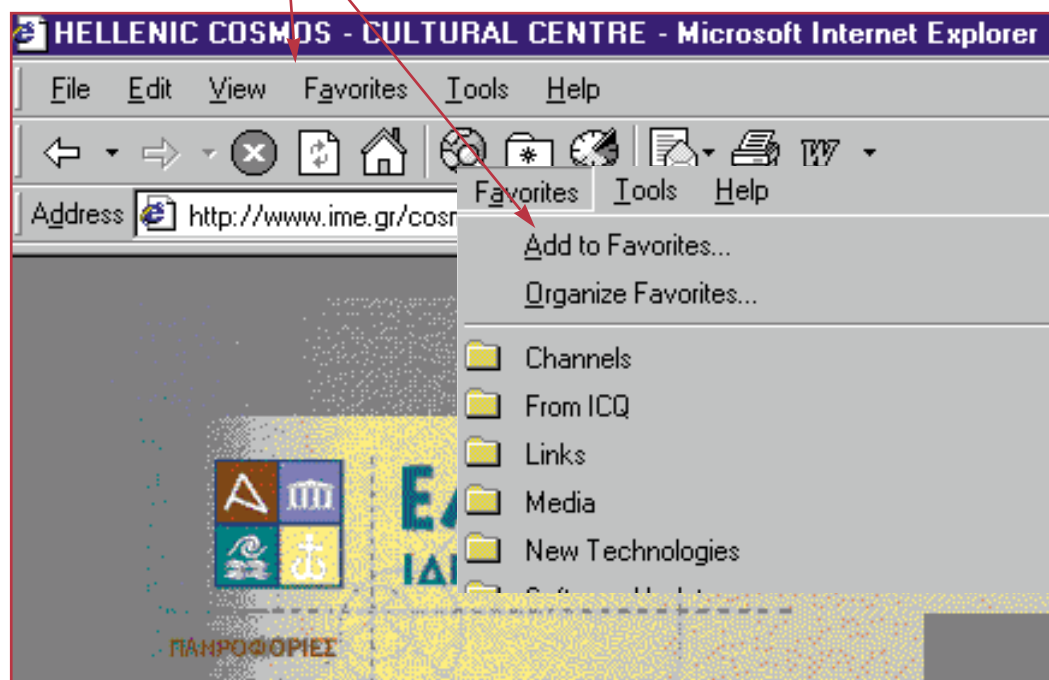 HELLENIC COSMOS - CULTURAL CENTRE - Microsoft Internet Explorer
File Edit View Favorites Tools Help
W
Address http://www.ime.gr/cosm
Favorites Tools Help
Add to Favorites...
Organize Favorites...
Channels
From ICQ
Links
Media
New Technologies
ΠΛΗΡΟΦΟΡΙΕΣ